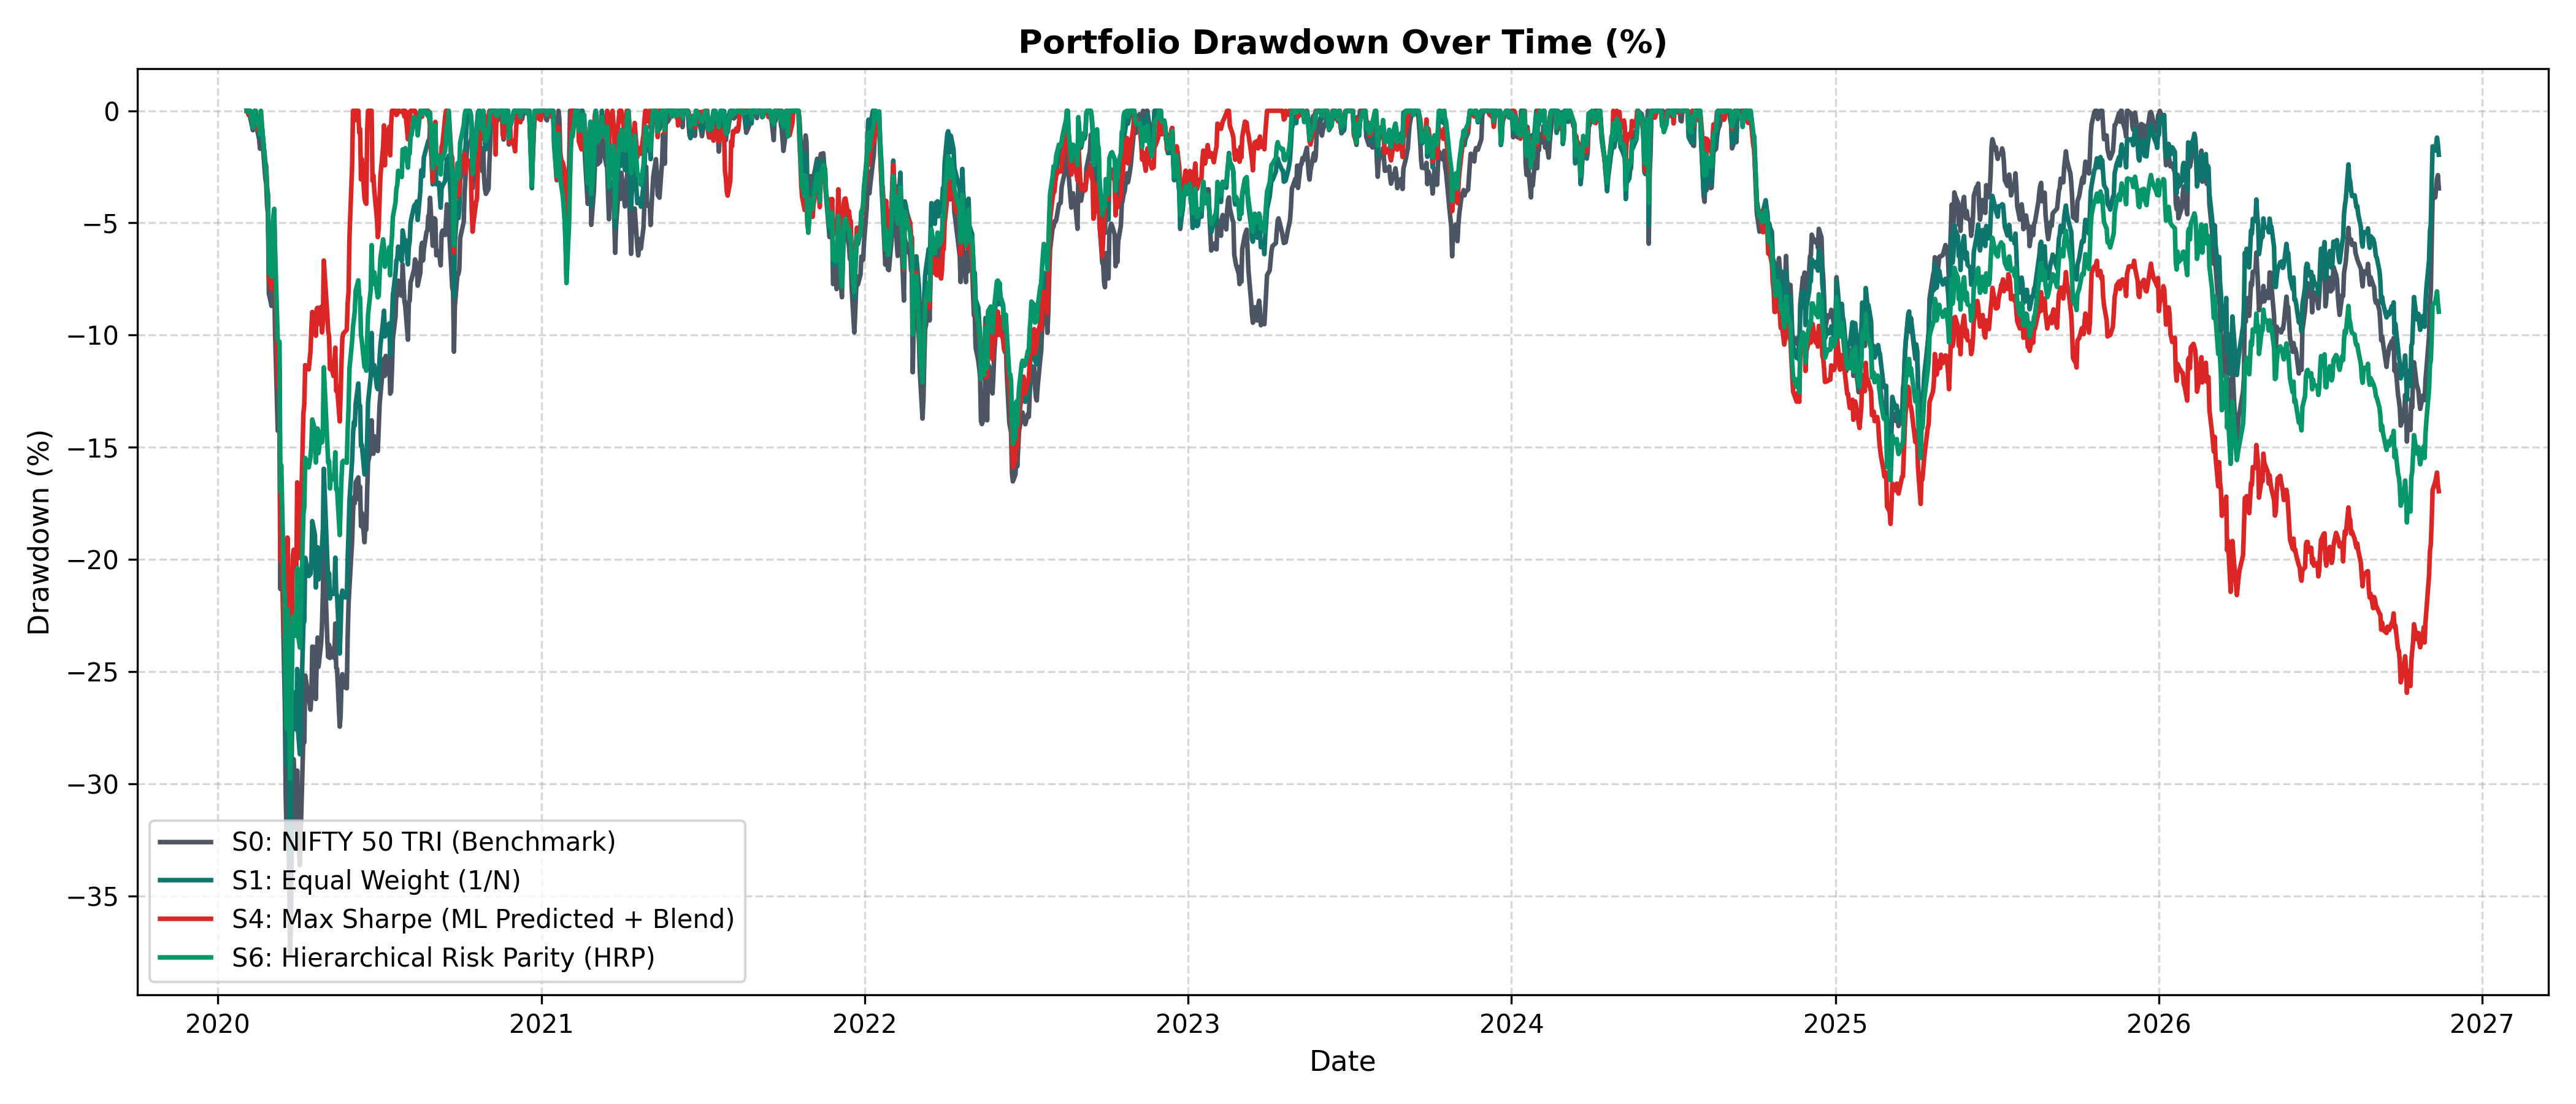 Portfolio Drawdown Over Time (%)
Drawdown (%)
0
−5
−10
−15
−20
−25
−30
−35
S0: NIFTY 50 TRI (Benchmark)
S1: Equal Weight (1/N)
S4: Max Sharpe (ML Predicted + Blend)
S6: Hierarchical Risk Parity (HRP)
2020 2021 2022 2023 2024 2025 2026 2027
Date